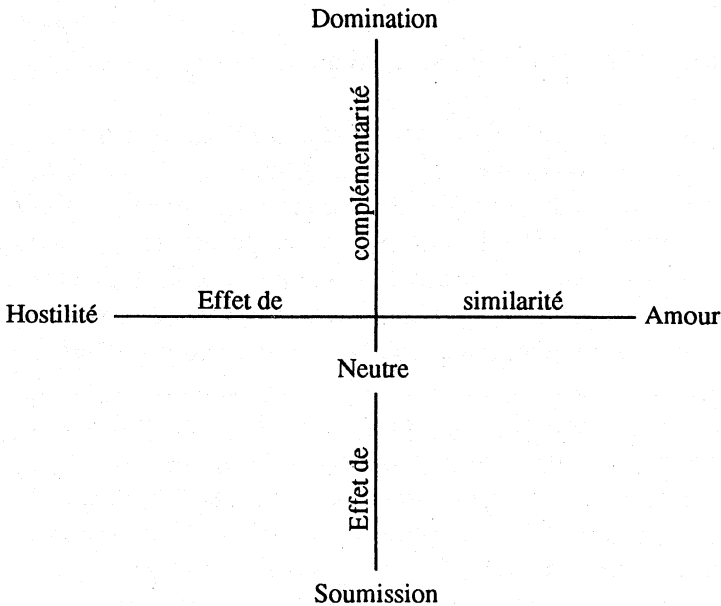 Domination
complémentarité
Hostilité
Effet de
similarité
Amour
Neutre
Effet de
Soumission